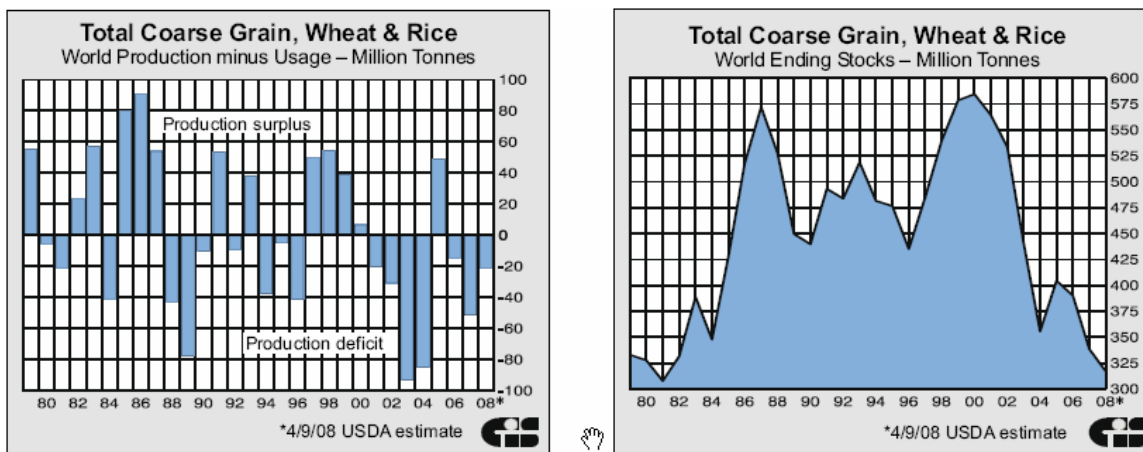 Total Coarse Grain, Wheat & Rice
World Production minus Usage – Million Tonnes
100
80
60
40
20
0
-20
-40
-60
-80
-100
Production surplus
Production deficit
80 82 84 86 88 90 92 94 96 98 00 02 04 06 08*
*4/9/08 USDA estimate
Total Coarse Grain, Wheat & Rice
World Ending Stocks – Million Tonnes
600
575
550
525
500
475
450
425
400
375
350
325
300
80 82 84 86 88 90 92 94 96 98 00 02 04 06 08*
*4/9/08 USDA estimate